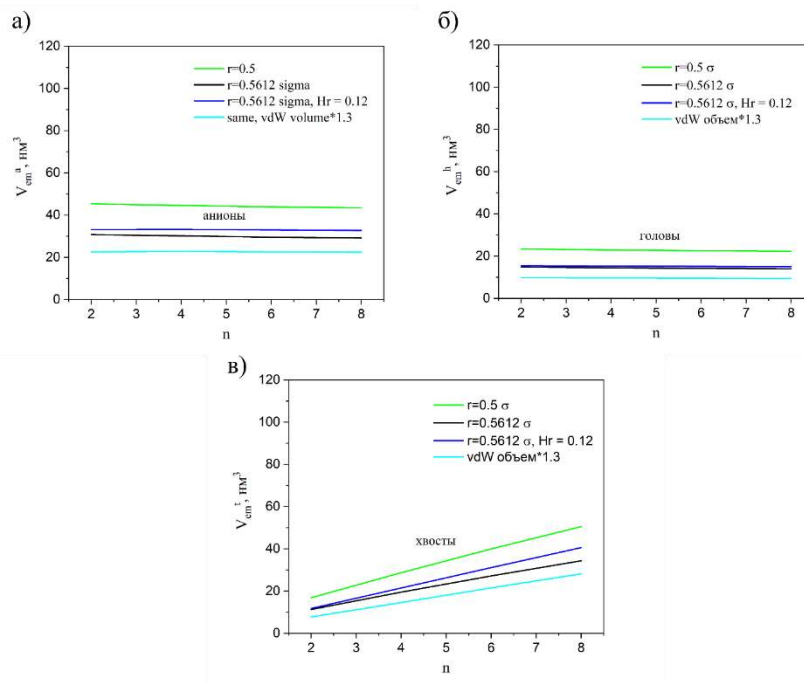 а)
120
100
80
60
40
20
0
V_em^a, нм³
r=0.5
r=0.5612 sigma
r=0.5612 sigma, Hr = 0.12
same, vdW volume*1.3
анионы
2 3 4 5 6 7 8
n
б)
120
100
80
60
40
20
0
V_em^h, нм³
r=0.5 σ
r=0.5612 σ
r=0.5612 σ, Hr = 0.12
vdW объем*1.3
головы
2 3 4 5 6 7 8
n
в)
120
100
80
60
40
20
0
V_em^t, нм³
r=0.5 σ
r=0.5612 σ
r=0.5612 σ, Hr = 0.12
vdW объем*1.3
хвосты
2 3 4 5 6 7 8
n